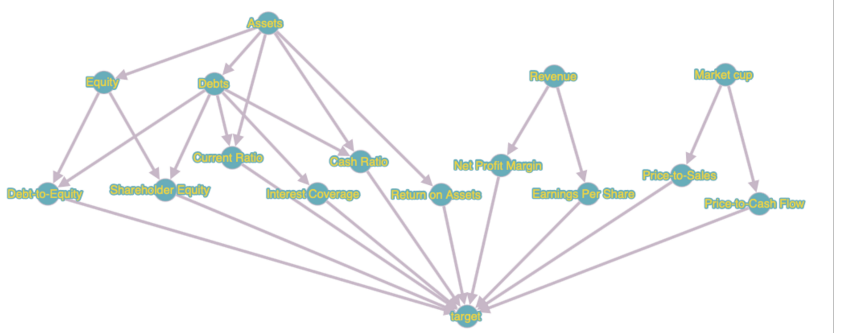 Assets
Equity
Debts
Revenue
Market cup
Current Ratio
Cash Ratio
Net Profit Margin
Price-to-Sales
Debt-to-Equity
Shareholder Equity
Interest Coverage
Return on Assets
Earnings Per Share
Price-to-Cash Flow
target